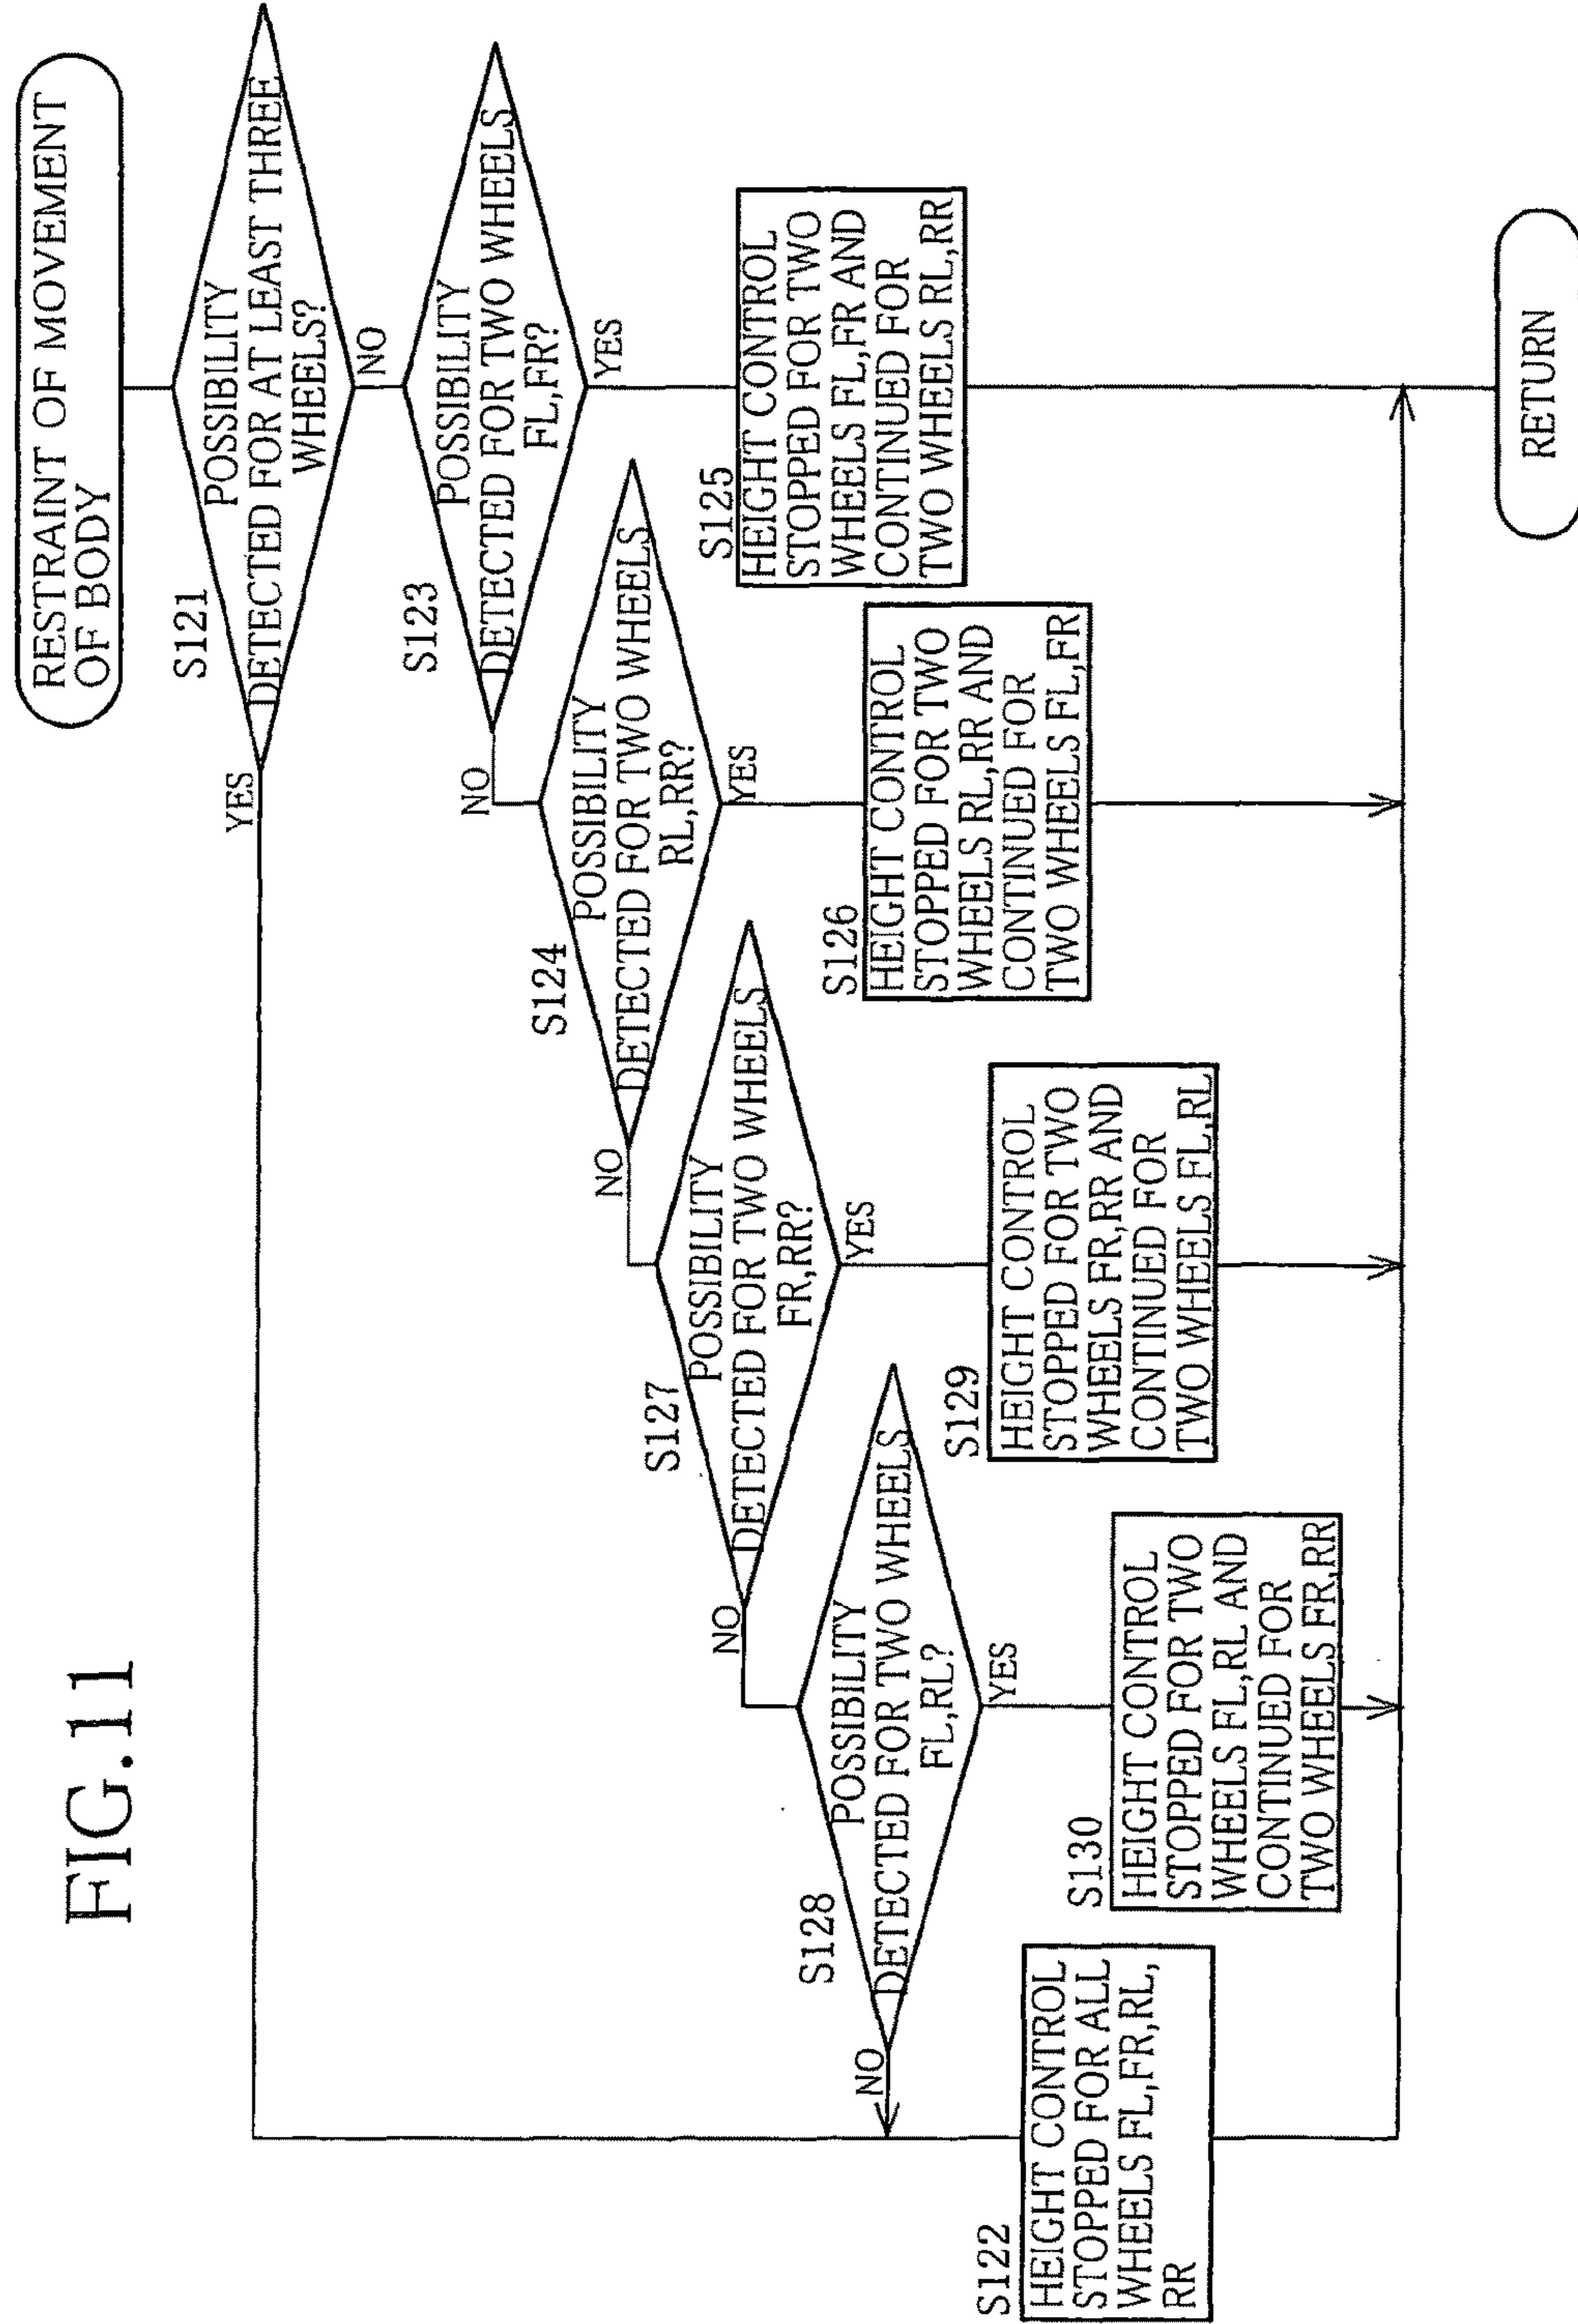 FIG.11
RESTRAINT OF MOVEMENT
OF BODY
S121
POSSIBILITY
DETECTED FOR AT LEAST THREE
WHEELS?
YES
NO
S123
POSSIBILITY
DETECTED FOR TWO WHEELS
FL,FR?
NO
YES
S124
POSSIBILITY
DETECTED FOR TWO WHEELS
RL,RR?
NO
YES
S127
POSSIBILITY
DETECTED FOR TWO WHEELS
FR,RR?
NO
YES
S128
POSSIBILITY
DETECTED FOR TWO WHEELS
FL,RL?
NO
YES
S122
HEIGHT CONTROL
STOPPED FOR ALL
WHEELS FL,FR,RL,
RR
S130
HEIGHT CONTROL
STOPPED FOR TWO
WHEELS FL,RL AND
CONTINUED FOR
TWO WHEELS FR,RR
S129
HEIGHT CONTROL
STOPPED FOR TWO
WHEELS FR,RR AND
CONTINUED FOR
TWO WHEELS FL,RL
S126
HEIGHT CONTROL
STOPPED FOR TWO
WHEELS RL,RR AND
CONTINUED FOR
TWO WHEELS FL,FR
S125
HEIGHT CONTROL
STOPPED FOR TWO
WHEELS FL,FR AND
CONTINUED FOR
TWO WHEELS RL,RR
RETURN